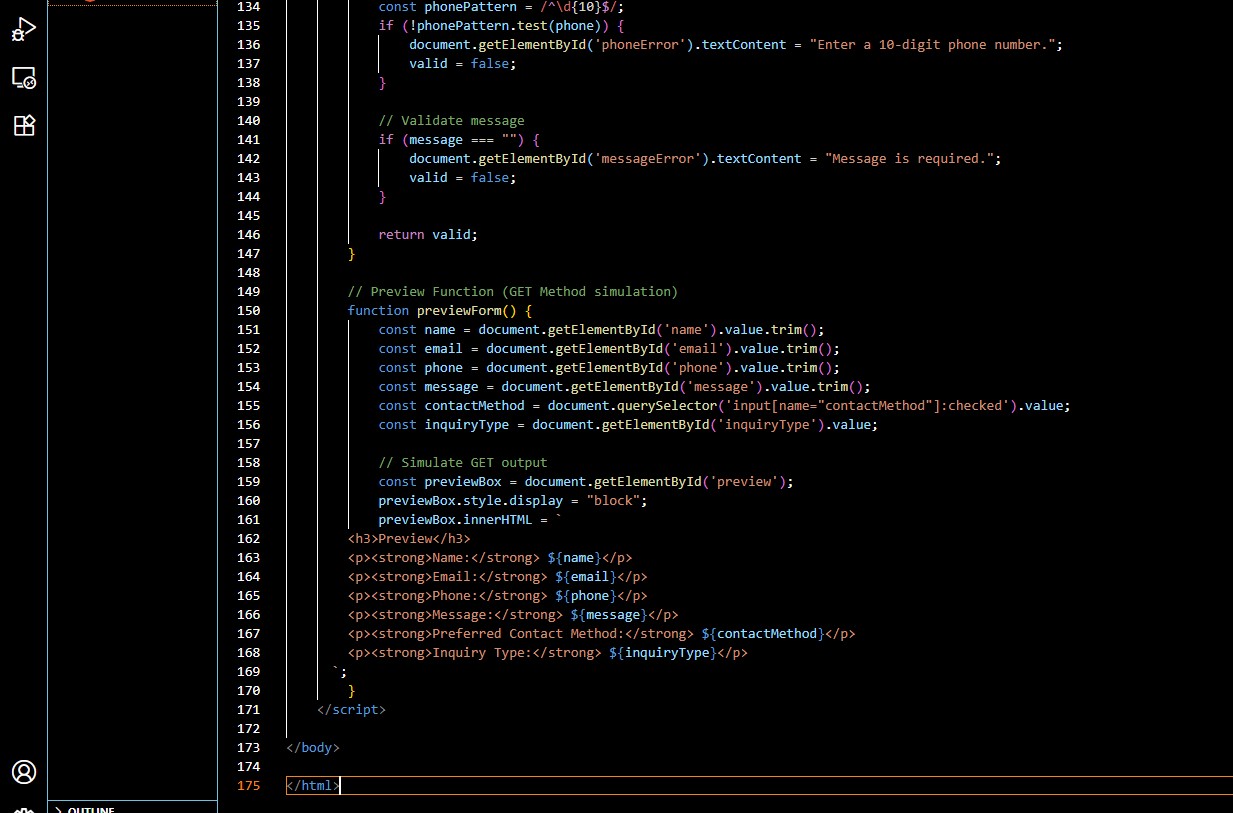 134 const phonePattern = /^\d{10}$/;
135 if (!phonePattern.test(phone)) {
136 document.getElementById('phoneError').textContent = "Enter a 10-digit phone number.";
137 valid = false;
138 }
139
140 // Validate message
141 if (message === "") {
142 document.getElementById('messageError').textContent = "Message is required.";
143 valid = false;
144 }
145
146 return valid;
147 }
148
149 // Preview Function (GET Method simulation)
150 function previewForm() {
151 const name = document.getElementById('name').value.trim();
152 const email = document.getElementById('email').value.trim();
153 const phone = document.getElementById('phone').value.trim();
154 const message = document.getElementById('message').value.trim();
155 const contactMethod = document.querySelector('input[name="contactMethod"]:checked').value;
156 const inquiryType = document.getElementById('inquiryType').value;
157
158 // Simulate GET output
159 const previewBox = document.getElementById('preview');
160 previewBox.style.display = "block";
161 previewBox.innerHTML = `
162 <h3>Preview</h3>
163 <p><strong>Name:</strong> ${name}</p>
164 <p><strong>Email:</strong> ${email}</p>
165 <p><strong>Phone:</strong> ${phone}</p>
166 <p><strong>Message:</strong> ${message}</p>
167 <p><strong>Preferred Contact Method:</strong> ${contactMethod}</p>
168 <p><strong>Inquiry Type:</strong> ${inquiryType}</p>
169 `;
170 }
171 </script>
172
173 </body>
174
175 </html>
OUTLINE